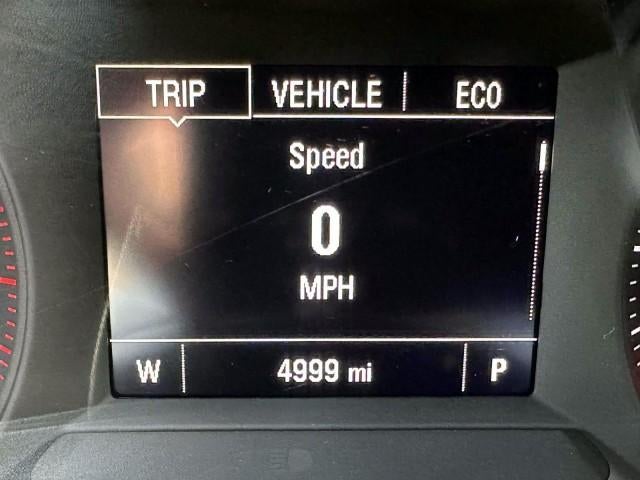 TRIP VEHICLE ECO
Speed
0
MPH
W 4999 mi P